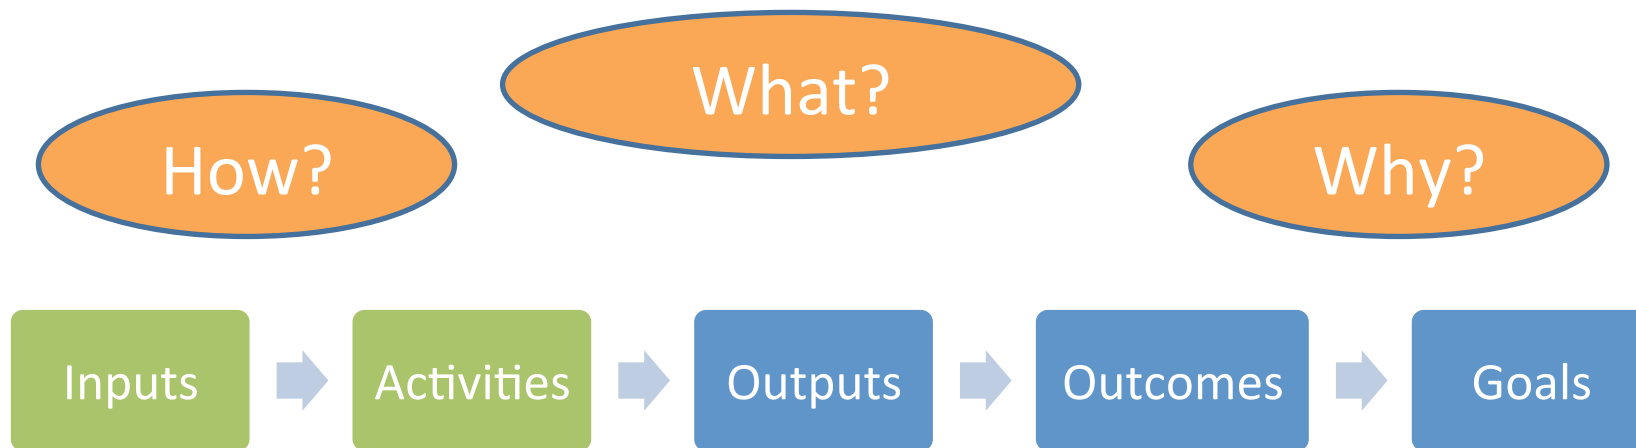 How?
What?
Why?
Inputs
Activities
Outputs
Outcomes
Goals